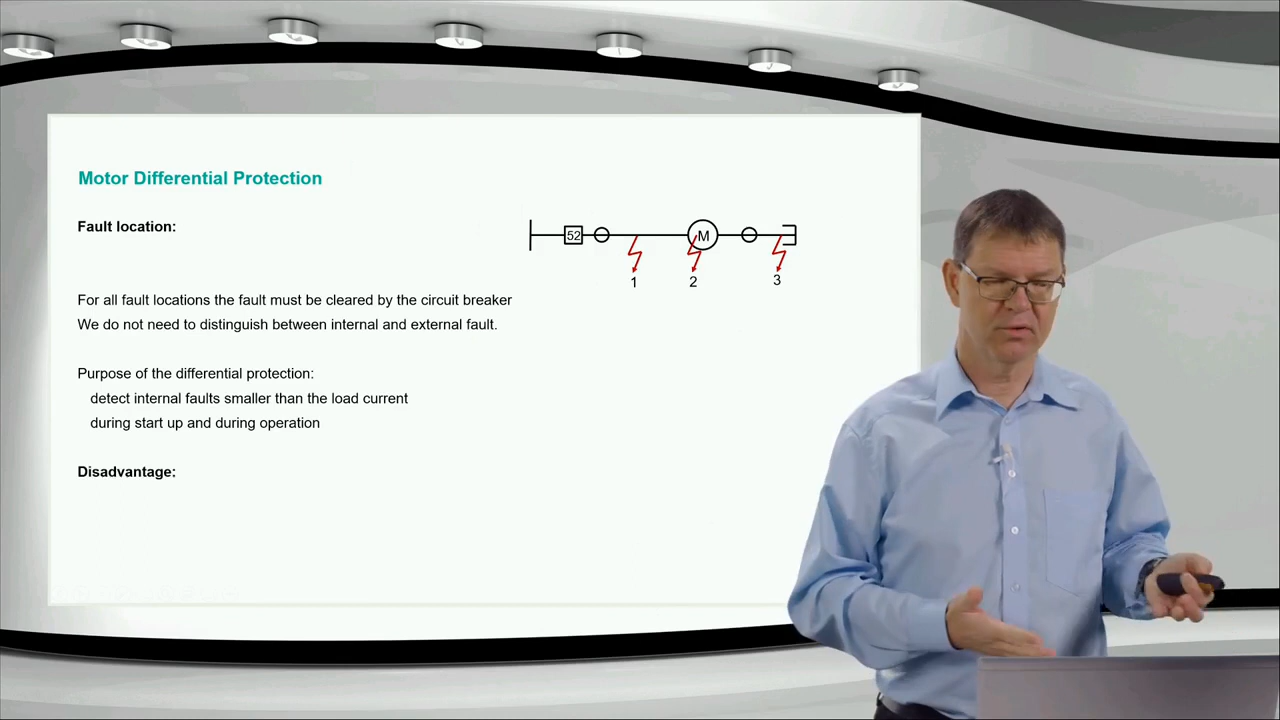 Motor Differential Protection
Fault location:
52
M
1
2
3
For all fault locations the fault must be cleared by the circuit breaker
We do not need to distinguish between internal and external fault.
Purpose of the differential protection:
detect internal faults smaller than the load current
during start up and during operation
Disadvantage: